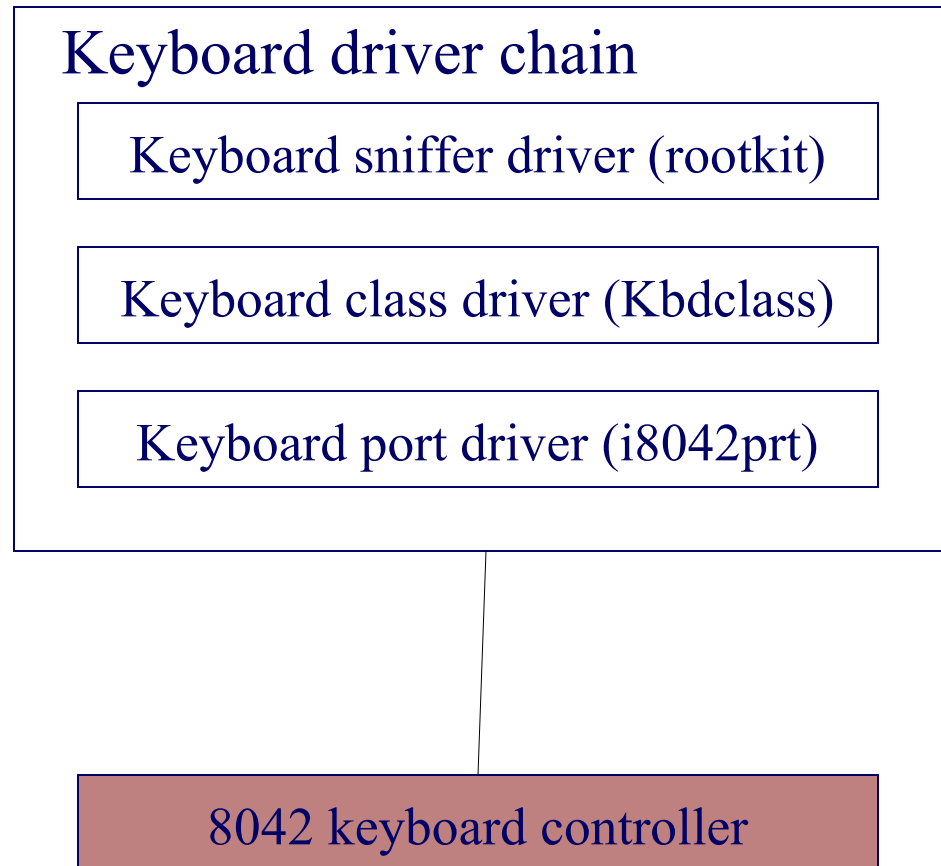 Keyboard driver chain
Keyboard sniffer driver (rootkit)
Keyboard class driver (Kbdclass)
Keyboard port driver (i8042prt)
8042 keyboard controller